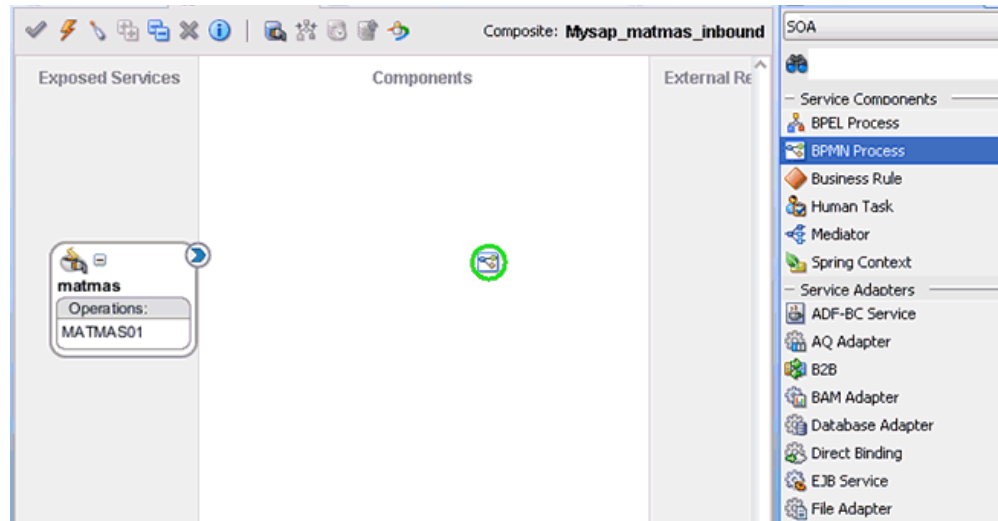 Composite: Mysap_matmas_inbound
Exposed Services
Components
External Re
matmas
Operations:
MATMAS01
SOA
Service Components
BPEL Process
BPMN Process
Business Rule
Human Task
Mediator
Spring Context
Service Adapters
ADF-BC Service
AQ Adapter
B2B
BAM Adapter
Database Adapter
Direct Binding
EJB Service
File Adapter